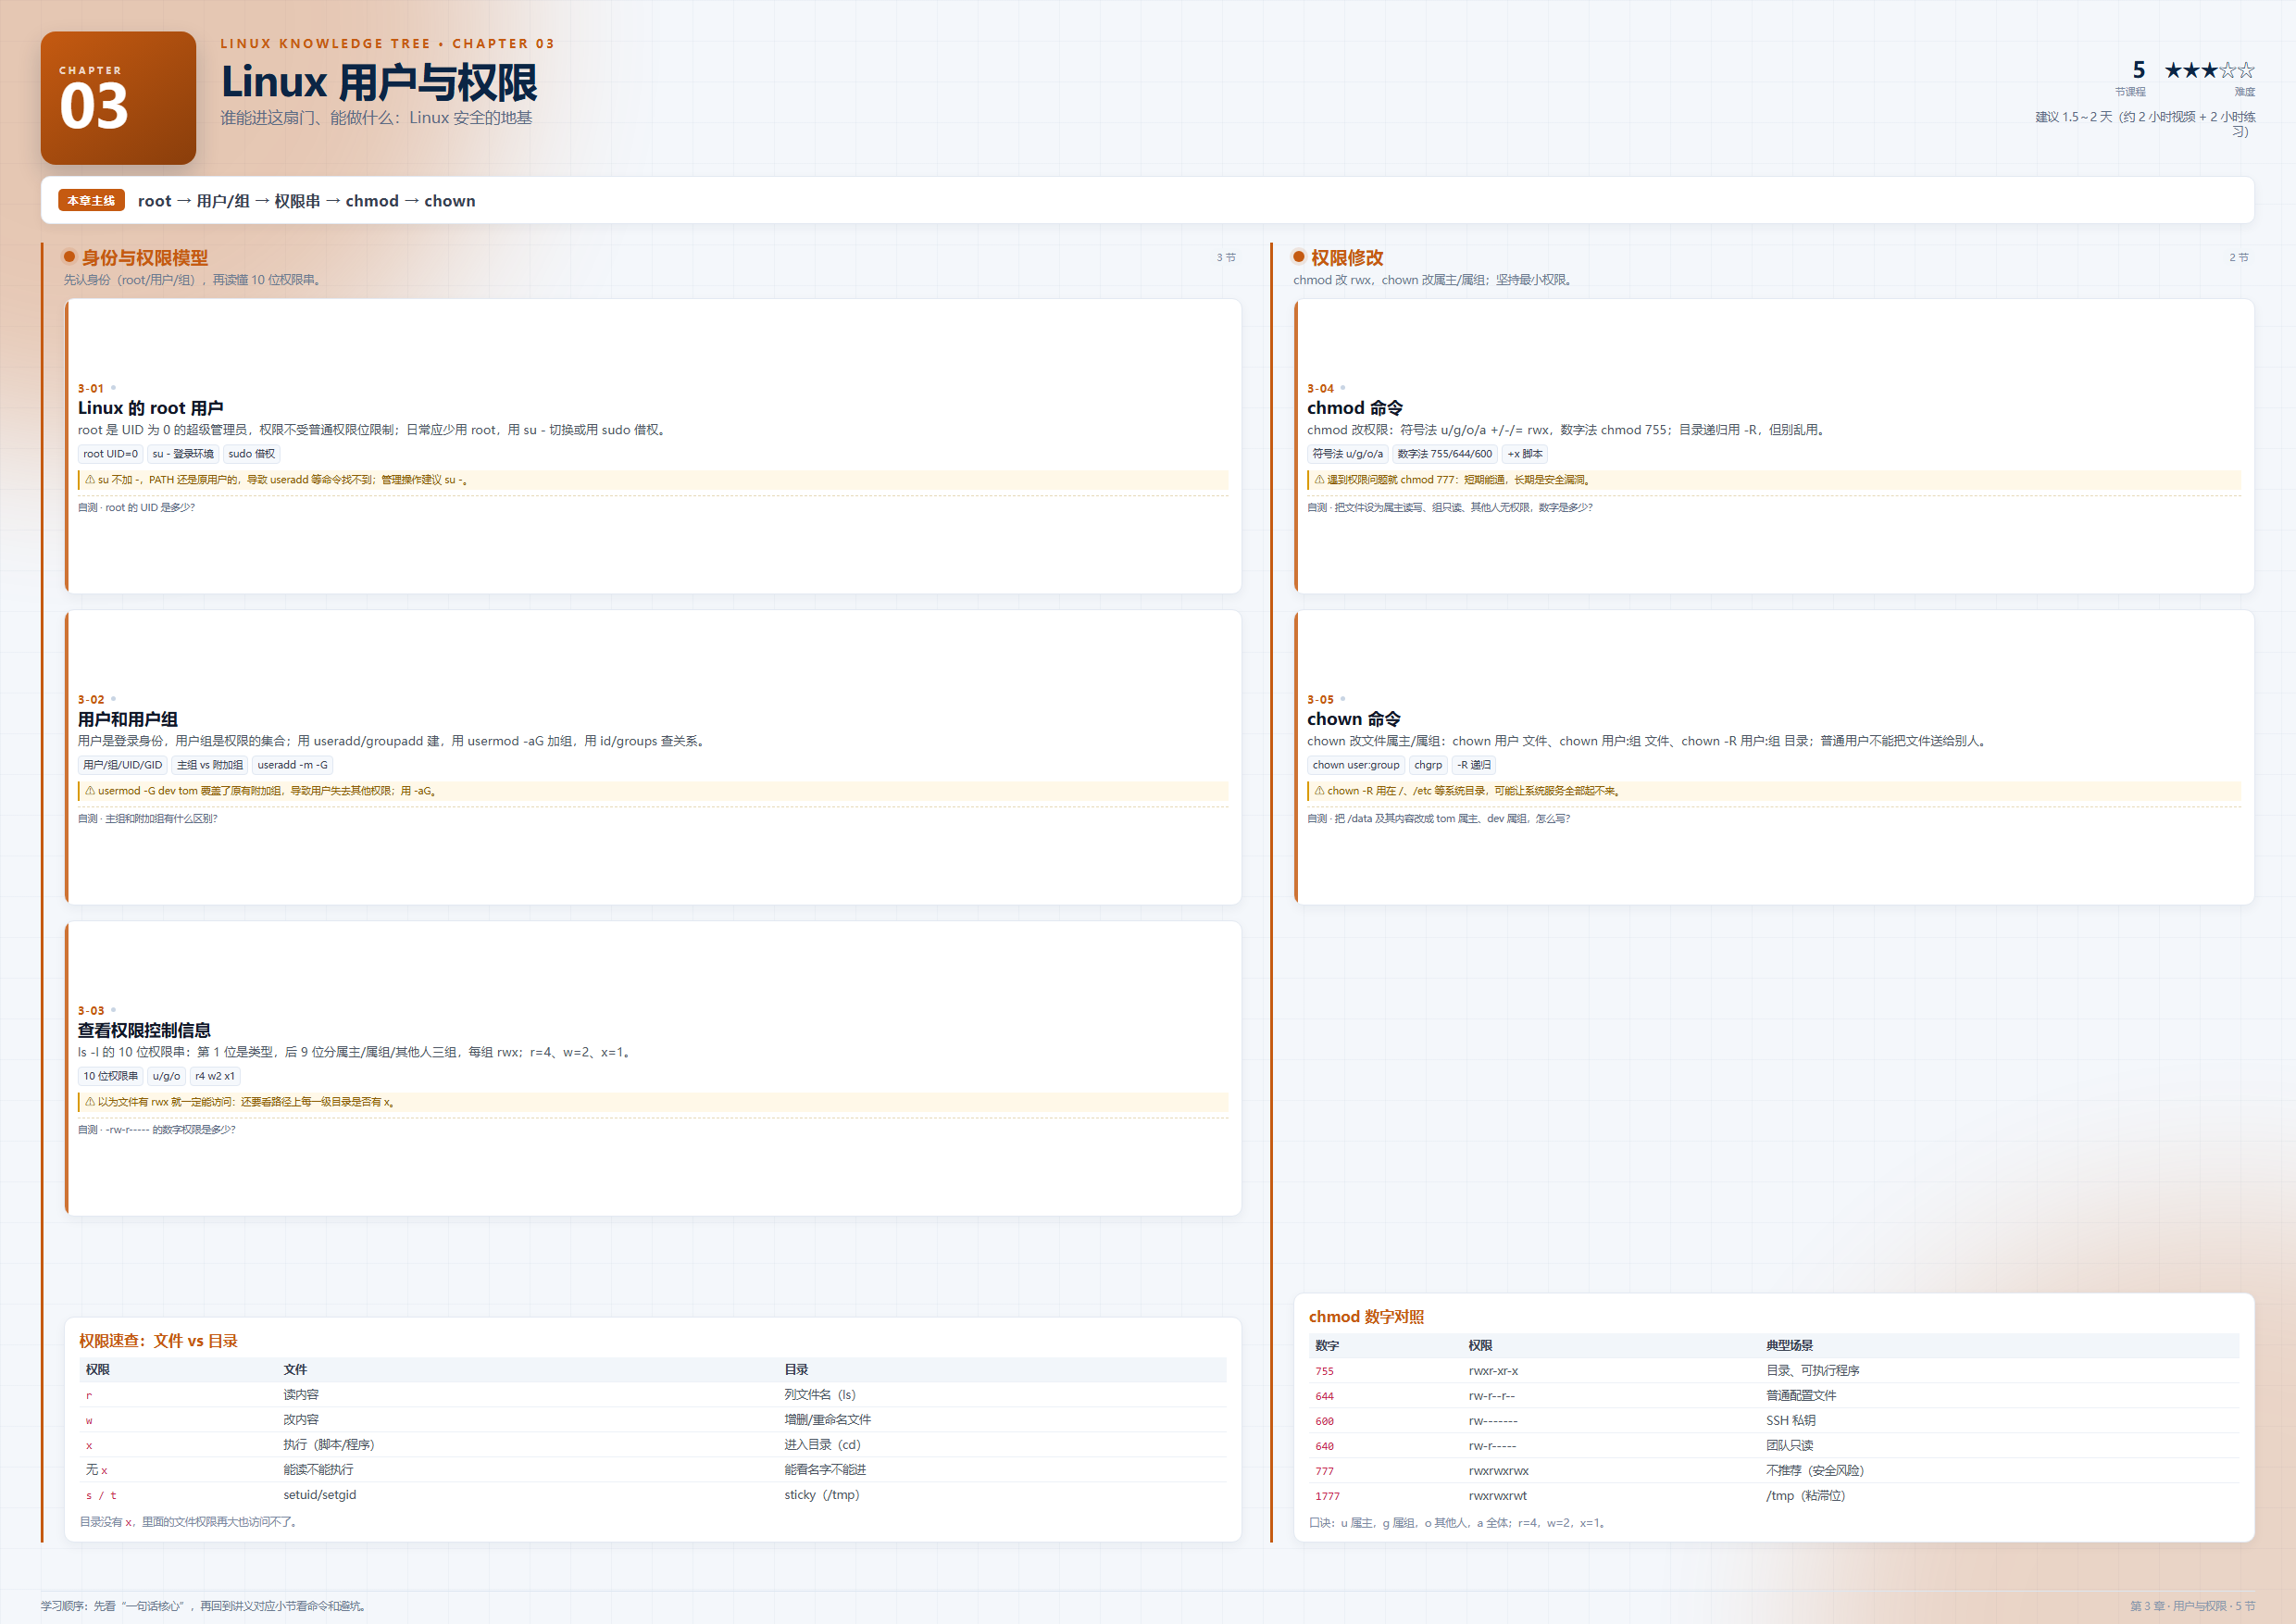 CHAPTER
03
LINUX KNOWLEDGE TREE • CHAPTER 03
Linux 用户与权限
谁能进这扇门、能做什么：Linux 安全的地基
5
节课程
★★★☆☆
难度
建议 1.5~2 天（约 2 小时视频 + 2 小时练
习）
本章主线 root → 用户/组 → 权限串 → chmod → chown
身份与权限模型
3 节
先认身份（root/用户/组），再读懂 10 位权限串。
3-01
Linux 的 root 用户
root 是 UID 为 0 的超级管理员，权限不受普通权限位限制；日常应少用 root，用 su - 切换或用 sudo 借权。
root UID=0 su - 登录环境 sudo 借权
⚠ su 不加 -，PATH 还是原用户的，导致 useradd 等命令找不到；管理操作建议 su -。
自测 · root 的 UID 是多少？
3-02
用户和用户组
用户是登录身份，用户组是权限的集合；用 useradd/groupadd 建，用 usermod -aG 加组，用 id/groups 查关系。
用户/组/UID/GID 主组 vs 附加组 useradd -m -G
⚠ usermod -G dev tom 覆盖了原有附加组，导致用户失去其他权限；用 -aG。
自测 · 主组和附加组有什么区别？
3-03
查看权限控制信息
ls -l 的 10 位权限串：第 1 位是类型，后 9 位分属主/属组/其他人三组，每组 rwx；r=4、w=2、x=1。
10 位权限串 u/g/o r4 w2 x1
⚠ 以为文件有 rwx 就一定能访问：还要看路径上每一级目录是否有 x。
自测 · -rw-r----- 的数字权限是多少？
权限速查：文件 vs 目录
权限 文件 目录
r 读内容 列文件名（ls）
w 改内容 增删/重命名文件
x 执行（脚本/程序） 进入目录（cd）
无 x 能读不能执行 能看名字不能进
s / t setuid/setgid sticky（/tmp）
目录没有 x，里面的文件权限再大也访问不了。
权限修改
2 节
chmod 改 rwx，chown 改属主/属组；坚持最小权限。
3-04
chmod 命令
chmod 改权限：符号法 u/g/o/a +/-/= rwx，数字法 chmod 755；目录递归用 -R，但别乱用。
符号法 u/g/o/a 数字法 755/644/600 +x 脚本
⚠ 遇到权限问题就 chmod 777：短期能通，长期是安全漏洞。
自测 · 把文件设为属主读写、组只读、其他人无权限，数字是多少？
3-05
chown 命令
chown 改文件属主/属组：chown 用户 文件、chown 用户:组 文件、chown -R 用户:组 目录；普通用户不能把文件送给别人。
chown user:group chgrp -R 递归
⚠ chown -R 用在 /、/etc 等系统目录，可能让系统服务全部起不来。
自测 · 把 /data 及其内容改成 tom 属主、dev 属组，怎么写？
chmod 数字对照
数字 权限 典型场景
755 rwxr-xr-x 目录、可执行程序
644 rw-r--r-- 普通配置文件
600 rw------- SSH 私钥
640 rw-r----- 团队只读
777 rwxrwxrwx 不推荐（安全风险）
1777 rwxrwxrwt /tmp（粘滞位）
口诀：u 属主，g 属组，o 其他人，a 全体；r=4，w=2，x=1。
学习顺序：先看“一句话核心”，再回到讲义对应小节看命令和避坑。
第 3 章 · 用户与权限 · 5 节